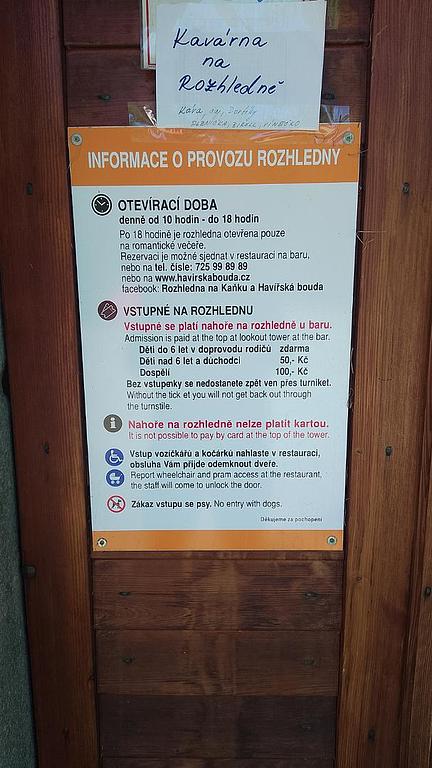 Kavárna
na
Rozhledně
INFORMACE O PROVOZU ROZHLEDNY
OTEVÍRACÍ DOBA
denně od 10 hodin - do 18 hodin
Po 18 hodině je rozhledna otevřena pouze
na romantické večeře.
Rezervaci je možné sjednat v restauraci na baru,
nebo na tel. čísle: 725 99 89 89
nebo na www.havirskabouda.cz
facebook: Rozhledna na Kaňku a Havířská bouda
VSTUPNÉ NA ROZHLEDNU
Vstupné se platí nahoře na rozhledně u baru.
Admission is paid at the top at lookout tower at the bar.
Děti do 6 let v doprovodu rodičů zdarma
Děti nad 6 let a důchodci 50,- Kč
Dospělí 100,- Kč
Bez vstupenky se nedostanete zpět ven přes turniket.
Without the tick et you will not get back out through
the turnstile.
Nahoře na rozhledně nelze platit kartou.
It is not possible to pay by card at the top of the tower.
Vstup vozíčkářů a kočárků nahlaste v restauraci,
obsluha Vám přijde odemknout dveře.
Report wheelchair and pram access at the restaurant,
the staff will come to unlock the door.
Zákaz vstupu se psy. No entry with dogs.
Děkujeme za pochopení